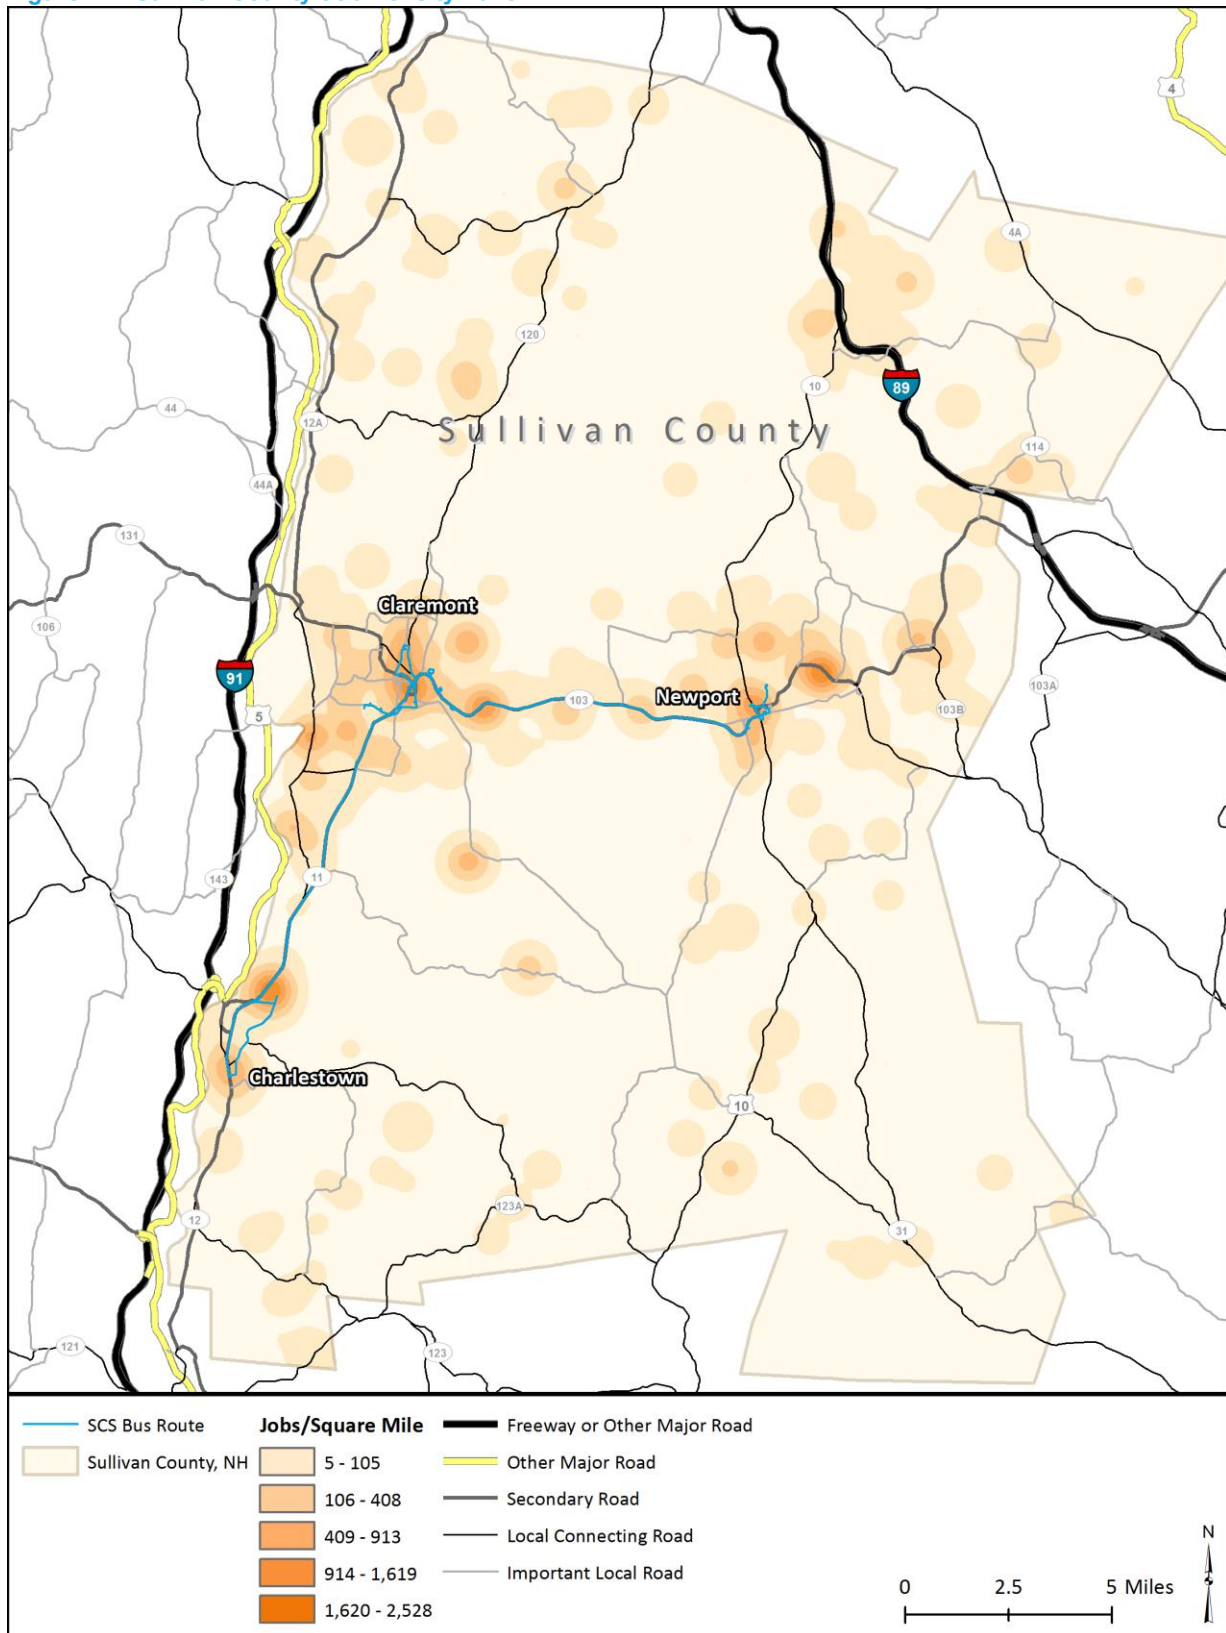 4
4A
120
10
89
12A
Sullivan County
44
114
44A
131
Claremont
106
91
103A
5
103
Newport
103B
11
143
Charlestown
10
123A
12
31
121
123
SCS Bus Route
Sullivan County, NH
Jobs/Square Mile
5 - 105
106 - 408
409 - 913
914 - 1,619
1,620 - 2,528
Freeway or Other Major Road
Other Major Road
Secondary Road
Local Connecting Road
Important Local Road
N
0 2.5 5 Miles